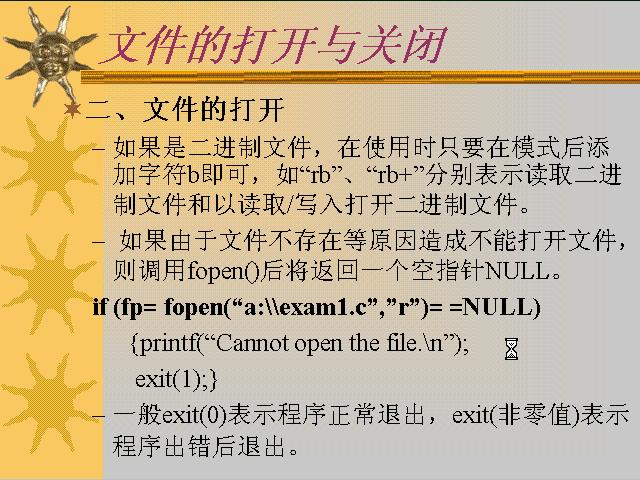 文件的打开与关闭
二、文件的打开
– 如果是二进制文件，在使用时只要在模式后添
加字符b即可，如“rb”、“rb+”分别表示读取二进
制文件和以读取/写入打开二进制文件。
– 如果由于文件不存在等原因造成不能打开文件，
则调用fopen()后将返回一个空指针NULL。
if (fp= fopen(“a:\\exam1.c”,”r”)= =NULL)
{printf(“Cannot open the file.\n”);
exit(1);}
– 一般exit(0)表示程序正常退出，exit(非零值)表示
程序出错后退出。